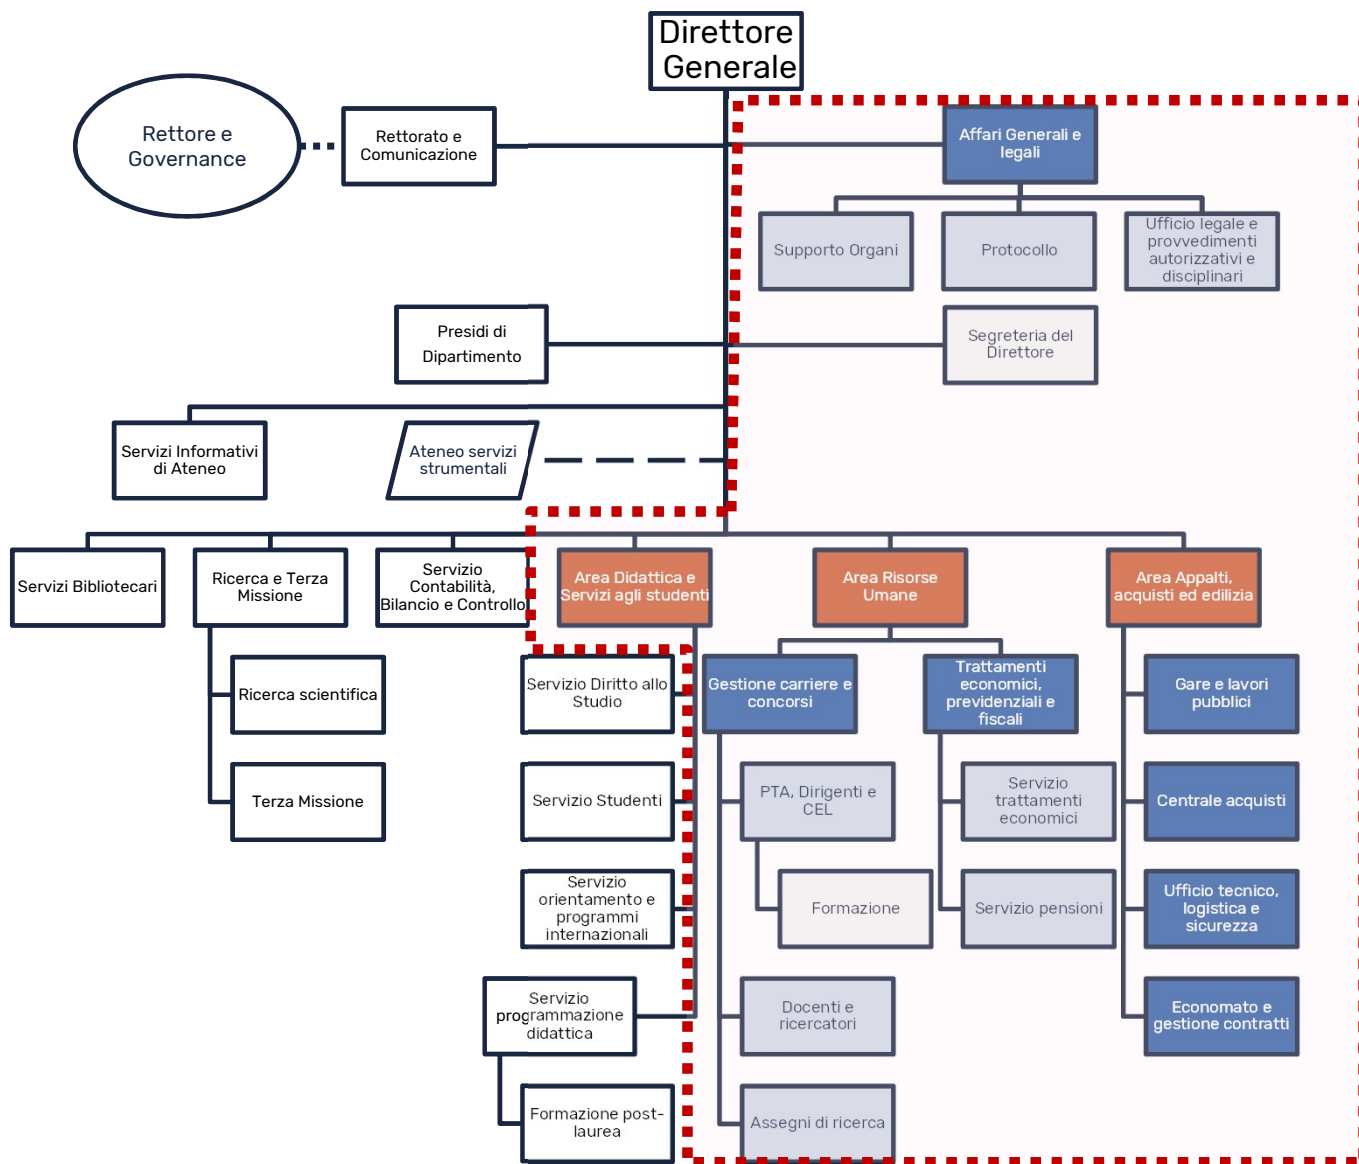 Direttore
Generale
Rettore e
Governance
Rettorato e
Comunicazione
Affari Generali e
legali
Supporto Organi
Protocollo
Ufficio legale e
provvedimenti
autorizzativi e
disciplinari
Presidi di
Dipartimento
Segreteria del
Direttore
Servizi Informativi
di Ateneo
Ateneo servizi
strumentali
Servizi Bibliotecari
Ricerca e Terza
Missione
Servizio
Contabilità,
Bilancio e Controllo
Area Didattica e
Servizi agli studenti
Area Risorse
Umane
Area Appalti,
acquisti ed edilizia
Ricerca scientifica
Terza Missione
Servizio Diritto allo
Studio
Servizio Studenti
Servizio
orientamento e
programmi
internazionali
Servizio
programmazione
didattica
Formazione post-
laurea
Gestione carriere e
concorsi
PTA, Dirigenti e
CEL
Formazione
Docenti e
ricercatori
Assegni di ricerca
Trattamenti
economici,
previdenziali e
fiscali
Servizio
trattamenti
economici
Servizio pensioni
Gare e lavori
pubblici
Centrale acquisti
Ufficio tecnico,
logistica e
sicurezza
Economato e
gestione contratti